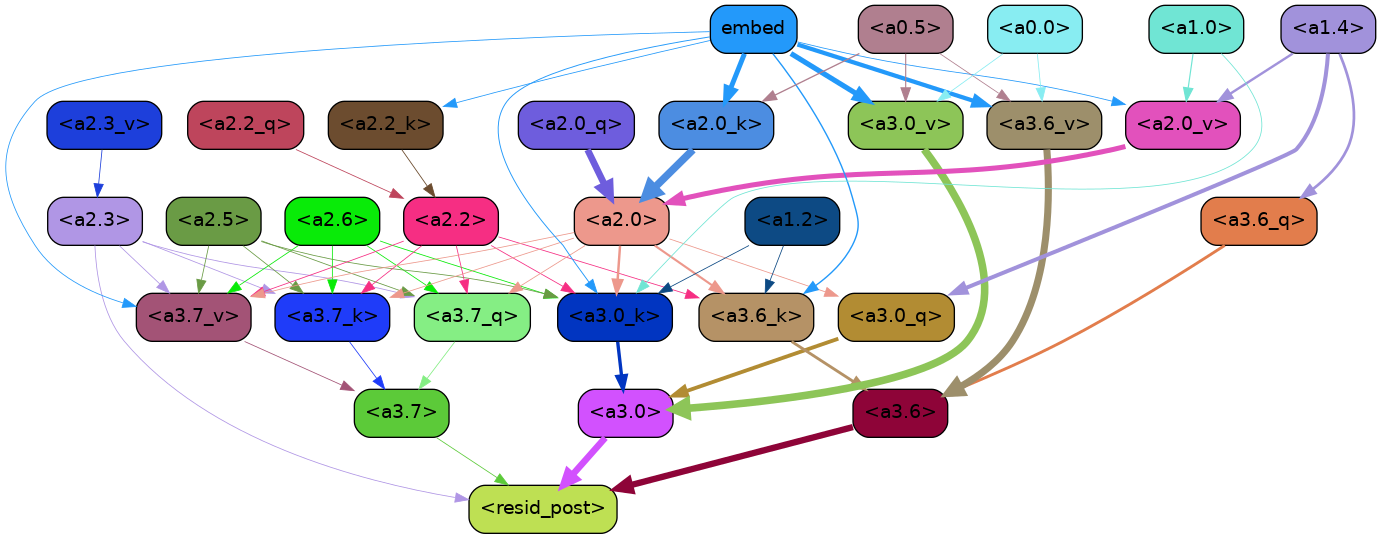 embed
<a0.5>
<a0.0>
<a1.0>
<a1.4>
<a2.3_v>
<a2.2_q>
<a2.2_k>
<a2.0_q>
<a2.0_k>
<a3.0_v>
<a3.6_v>
<a2.0_v>
<a2.3>
<a2.5>
<a2.6>
<a2.2>
<a2.0>
<a1.2>
<a3.6_q>
<a3.7_v>
<a3.7_k>
<a3.7_q>
<a3.0_k>
<a3.6_k>
<a3.0_q>
<a3.7>
<a3.0>
<a3.6>
<resid_post>